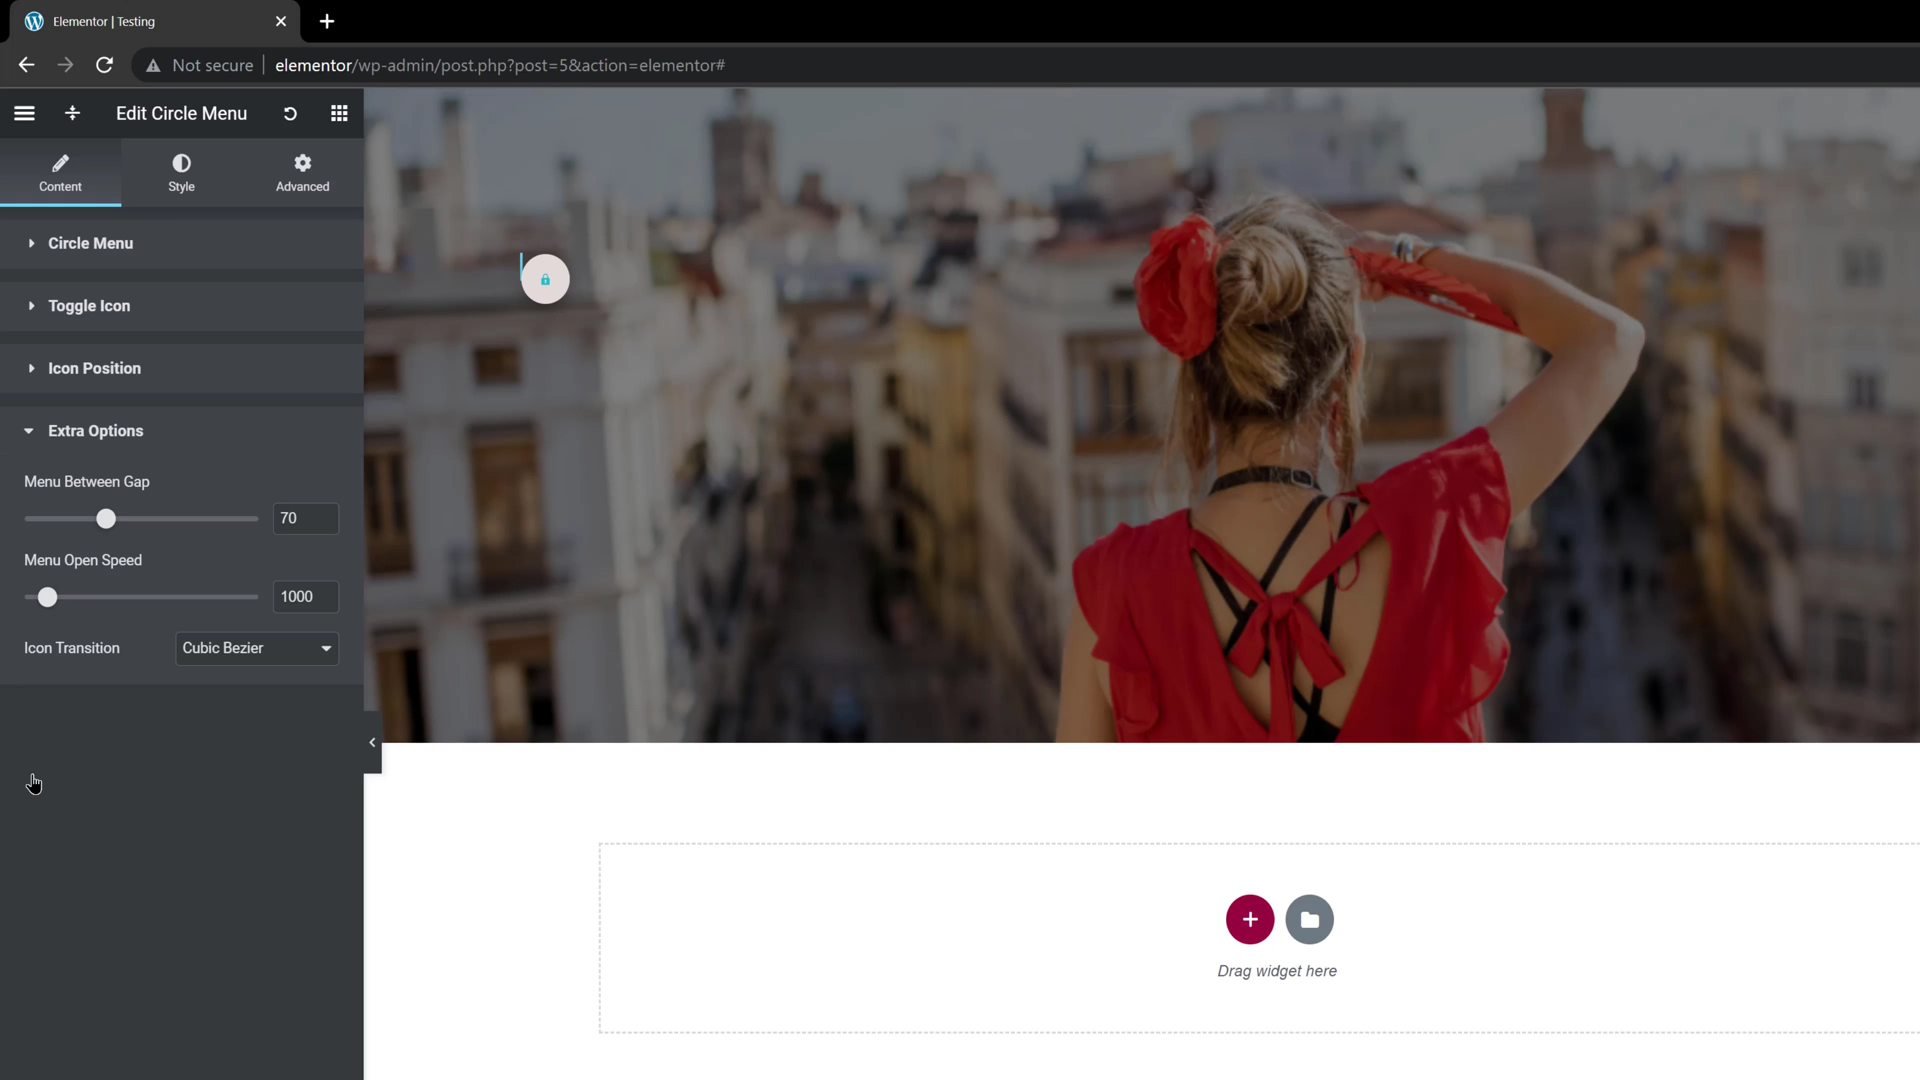 Elementor | Testing
Not secure
elementor/wp-admin/post.php?post=5&action=elementor#
Edit Circle Menu
Content
Style
Advanced
Circle Menu
Toggle Icon
Icon Position
Extra Options
Menu Between Gap
70
Menu Open Speed
1000
Icon Transition
Cubic Bezier
Drag widget here